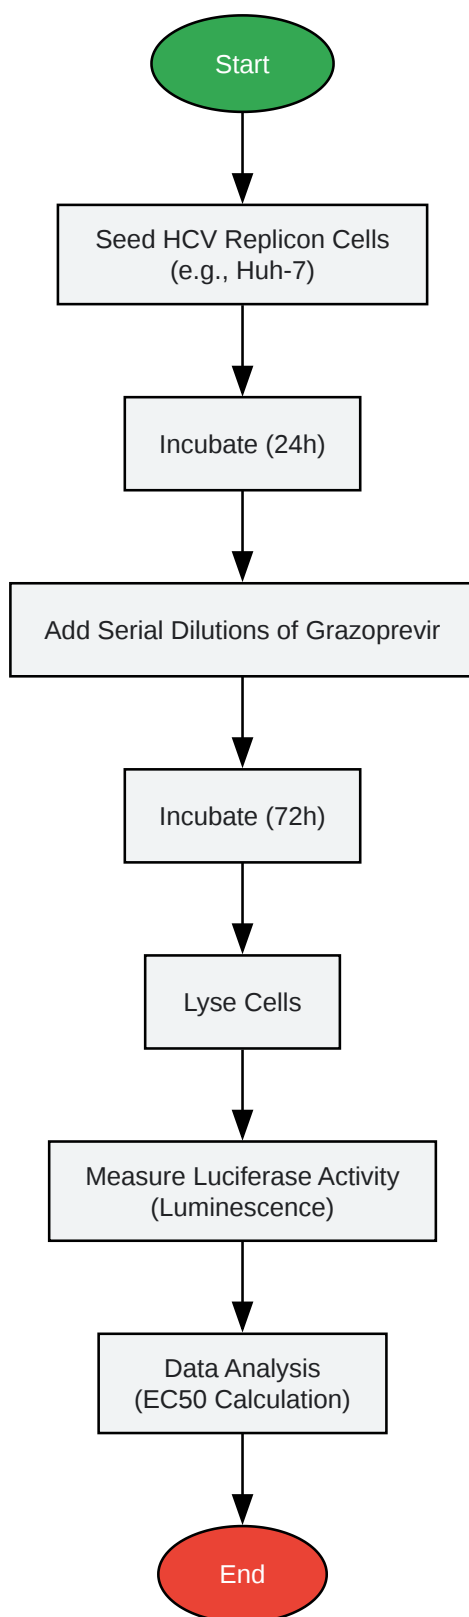 Start
Seed HCV Replicon Cells
(e.g., Huh-7)
Incubate (24h)
Add Serial Dilutions of Grazoprevir
Incubate (72h)
Lyse Cells
Measure Luciferase Activity
(Luminescence)
Data Analysis
(EC50 Calculation)
End